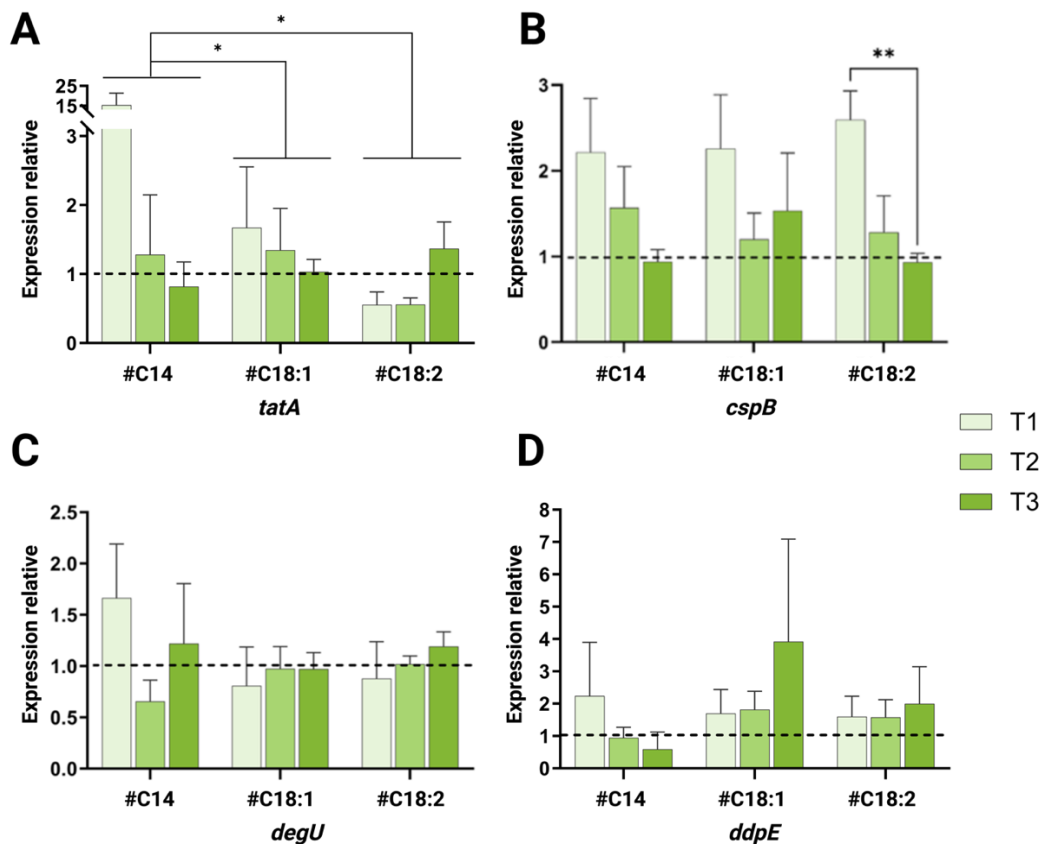 A
*
*
Expression relative
25
15
3
2
1
0
#C14
#C18:1
#C18:2
tatA
B
**
Expression relative
3
2
1
0
#C14
#C18:1
#C18:2
cspB
T1
T2
T3
C
Expression relative
2.5
2.0
1.5
1.0
0.5
0.0
#C14
#C18:1
#C18:2
degU
D
Expression relative
8
7
6
5
4
3
2
1
0
#C14
#C18:1
#C18:2
ddpE